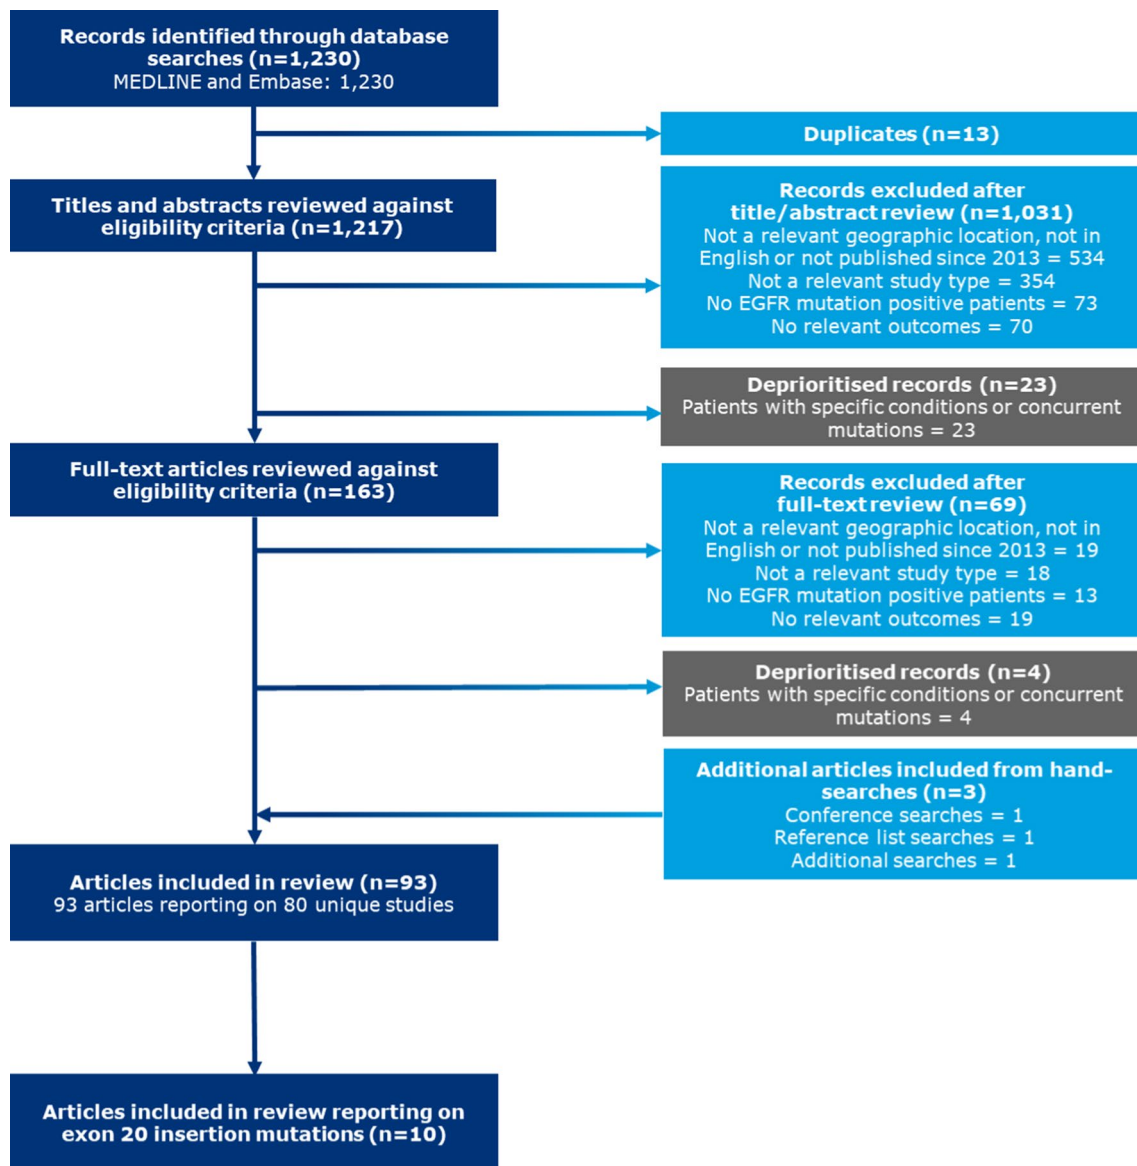 Records identified through database
searches (n=1,230)
MEDLINE and Embase: 1,230
Duplicates (n=13)
Titles and abstracts reviewed against
eligibility criteria (n=1,217)
Records excluded after
title/abstract review (n=1,031)
Not a relevant geographic location, not in
English or not published since 2013 = 534
Not a relevant study type = 354
No EGFR mutation positive patients = 73
No relevant outcomes = 70
Deprioritised records (n=23)
Patients with specific conditions or concurrent
mutations = 23
Full-text articles reviewed against
eligibility criteria (n=163)
Records excluded after
full-text review (n=69)
Not a relevant geographic location, not in
English or not published since 2013 = 19
Not a relevant study type = 18
No EGFR mutation positive patients = 13
No relevant outcomes = 19
Deprioritised records (n=4)
Patients with specific conditions or concurrent
mutations = 4
Additional articles included from hand-
searches (n=3)
Conference searches = 1
Reference list searches = 1
Additional searches = 1
Articles included in review (n=93)
93 articles reporting on 80 unique studies
Articles included in review reporting on
exon 20 insertion mutations (n=10)